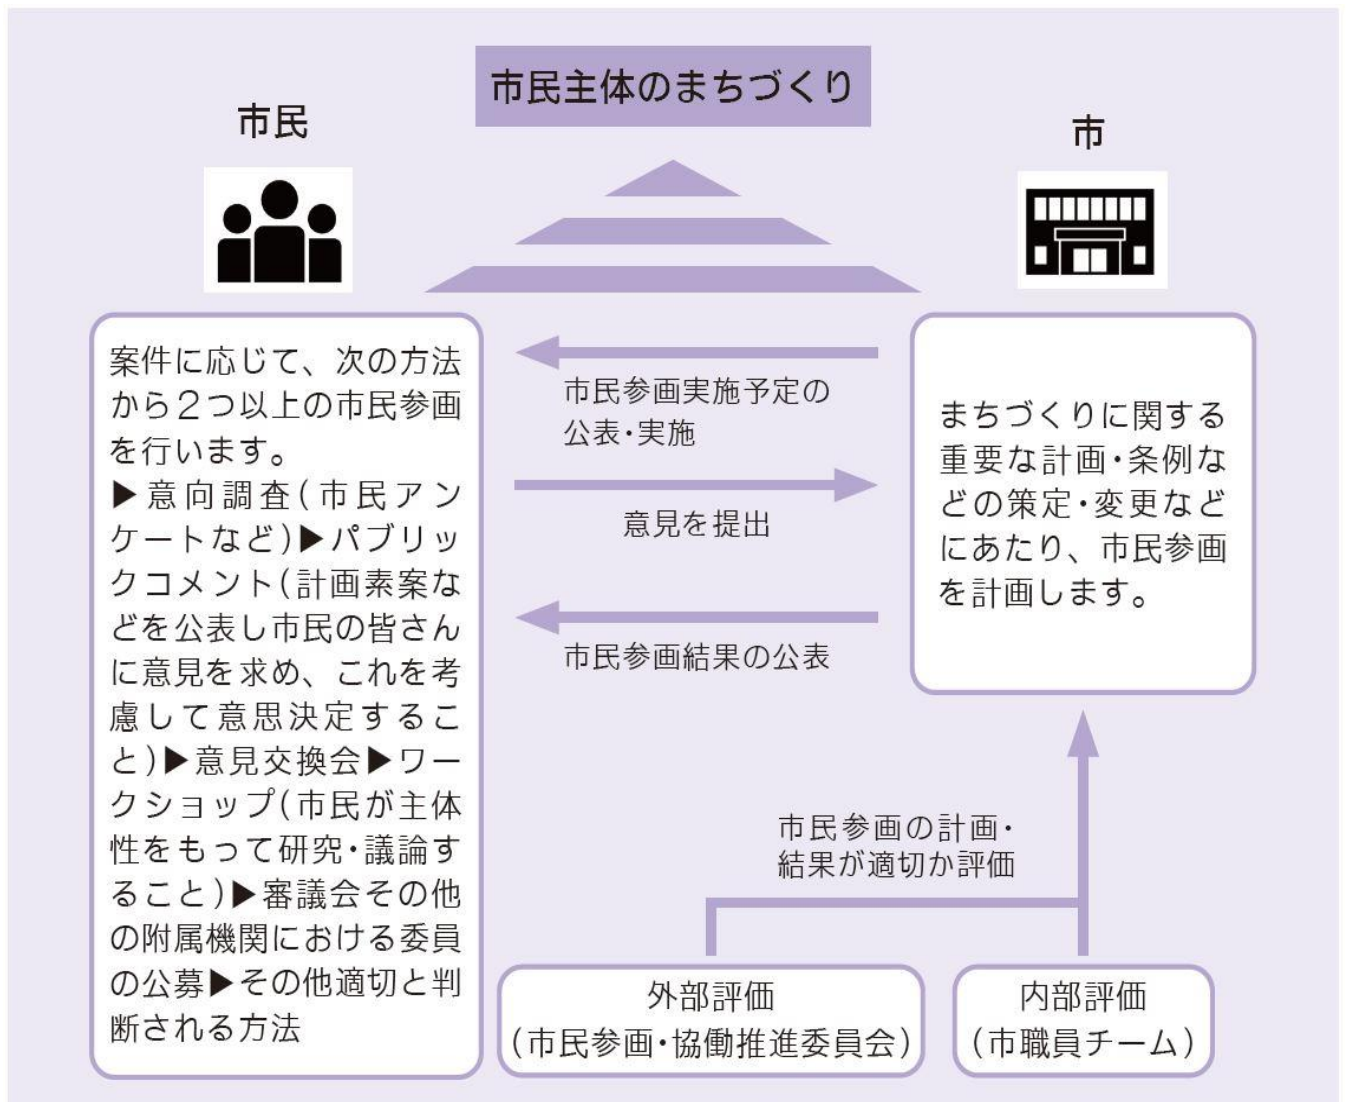 市民主体のまちづくり
市民
市
案件に応じて、次の方法
から2つ以上の市民参画
を行います。
▶意向調査(市民アン
ケートなど)▶パブリッ
クコメント(計画素案な
どを公表し市民の皆さん
に意見を求め、これを考
慮して意思決定するこ
と)▶意見交換会▶ワー
クショップ(市民が主体
性をもって研究・議論す
ること)▶審議会その他
の附属機関における委員
の公募▶その他適切と判
断される方法
市民参画実施予定の
公表・実施
意見を提出
市民参画結果の公表
まちづくりに関する
重要な計画・条例な
どの策定・変更など
にあたり、市民参画
を計画します。
市民参画の計画・
結果が適切か評価
外部評価
(市民参画・協働推進委員会)
内部評価
(市職員チーム)